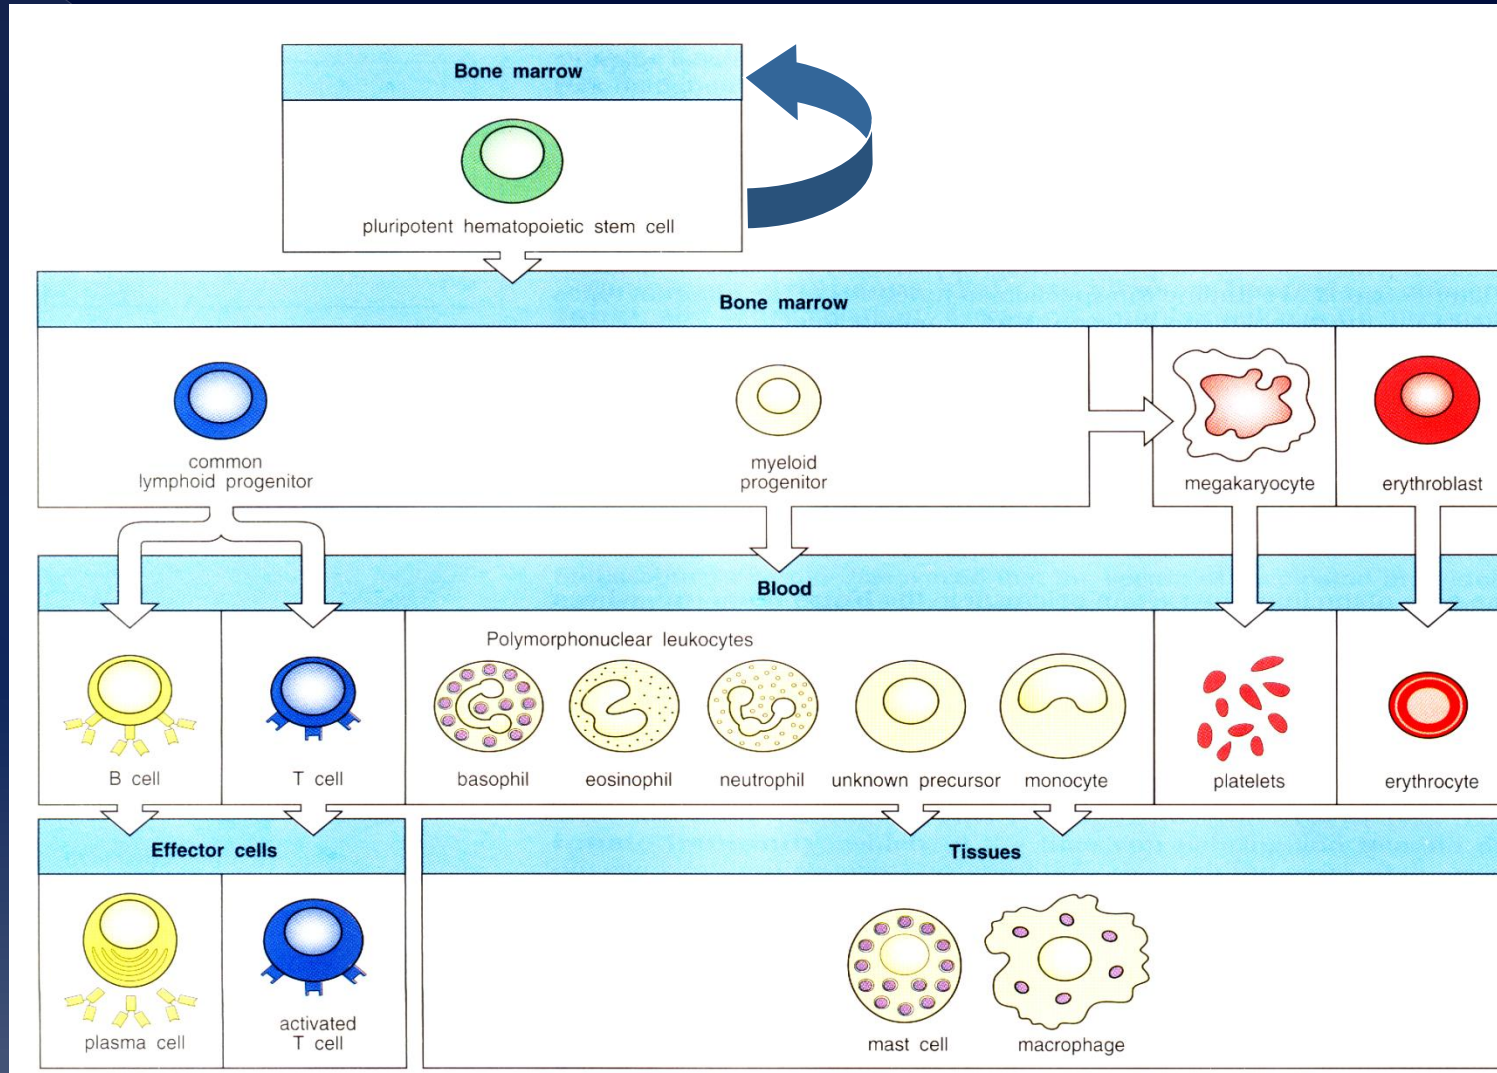 Bone marrow
pluripotent hematopoietic stem cell
Bone marrow
common
lymphoid progenitor
myeloid
progenitor
megakaryocyte
erythroblast
Blood
Polymorphonuclear leukocytes
B cell
T cell
basophil
eosinophil
neutrophil
unknown precursor
monocyte
platelets
erythrocyte
Effector cells
Tissues
plasma cell
activated
T cell
mast cell
macrophage